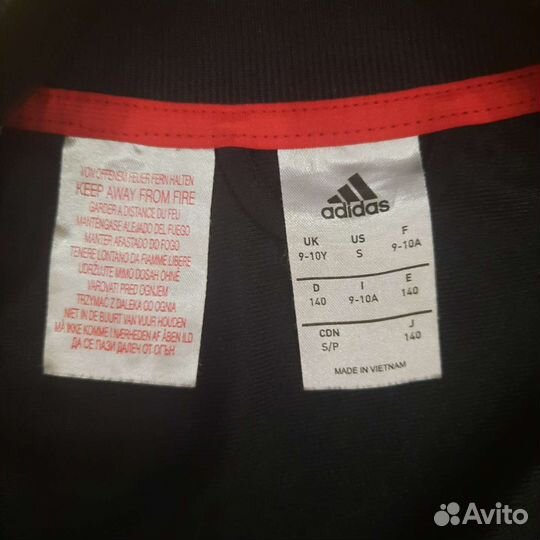 VON OFFENEM FEUER FERN HALTEN
KEEP AWAY FROM FIRE
GARDER A DISTANCE DU FEU
MANTENGASE ALEJADO DEL FUEGO
MANTER AFASTADO DO FOGO
TENERE LONTANO DA FIAMME LIBERE
UDRŽUJTE MIMO DOSAH OHNĚ
VAROVATI PRED OGNJEM
TRZYMAĆ Z DALEKA OD OGNIA
NIET IN DE BUURT VAN VUUR HOUDEN
MÅ IKKE KOMME I NÆRHEDEN AF ÅBEN ILD
ДА СЕ ПАЗИ ДАЛЕЧ ОТ ОГЪН
adidas
UK US F
9-10Y S 9-10A
D I E
140 9-10A 140
CDN J
S/P 140
MADE IN VIETNAM
Avito